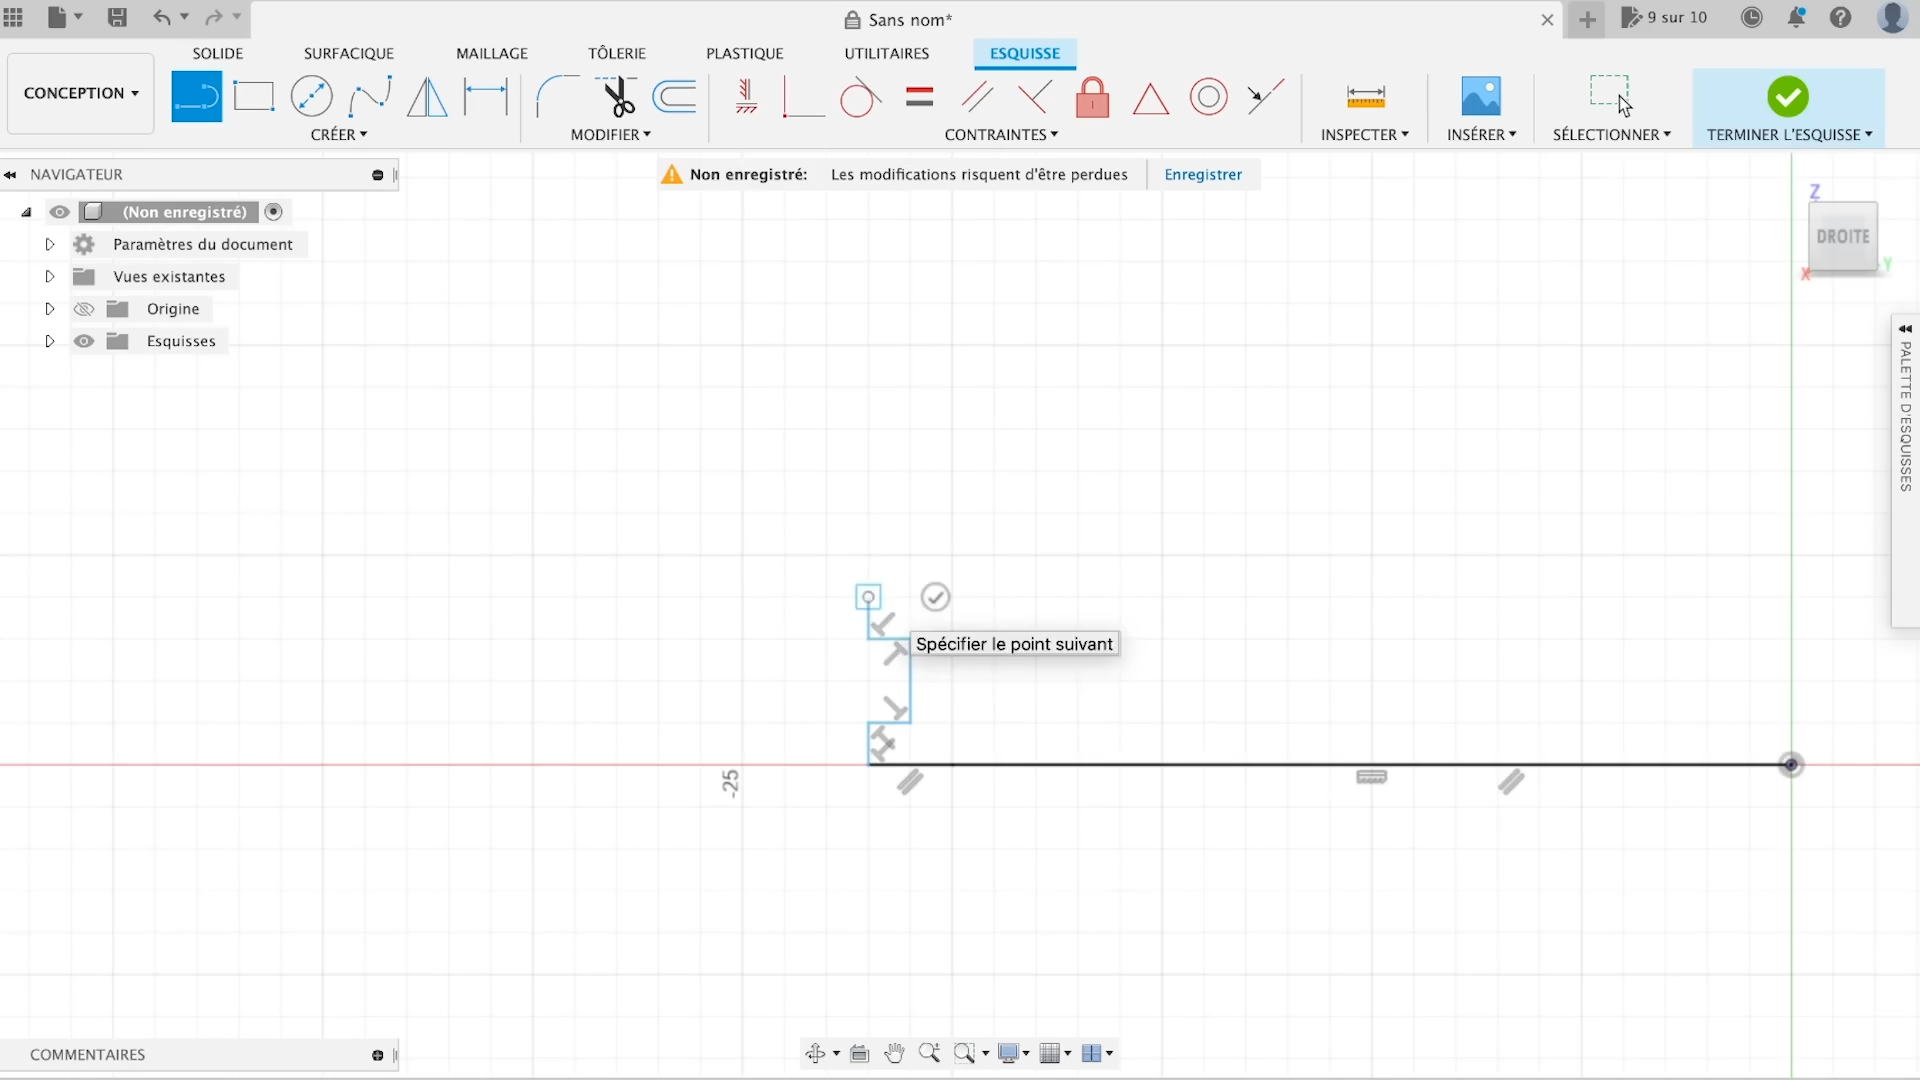 Sans nom*
9 sur 10
SOLIDE
SURFACIQUE
MAILLAGE
TÔLERIE
PLASTIQUE
UTILITAIRES
ESQUISSE
CONCEPTION
CRÉER
MODIFIER
CONTRAINTES
INSPECTER
INSÉRER
SÉLECTIONNER
TERMINER L'ESQUISSE
NAVIGATEUR
Non enregistré: Les modifications risquent d'être perdues
Enregistrer
(Non enregistré)
Paramètres du document
Vues existantes
Origine
Esquisses
Z
DROITE
X
Y
PALETTE D'ESQUISSES
Spécifier le point suivant
-25
COMMENTAIRES